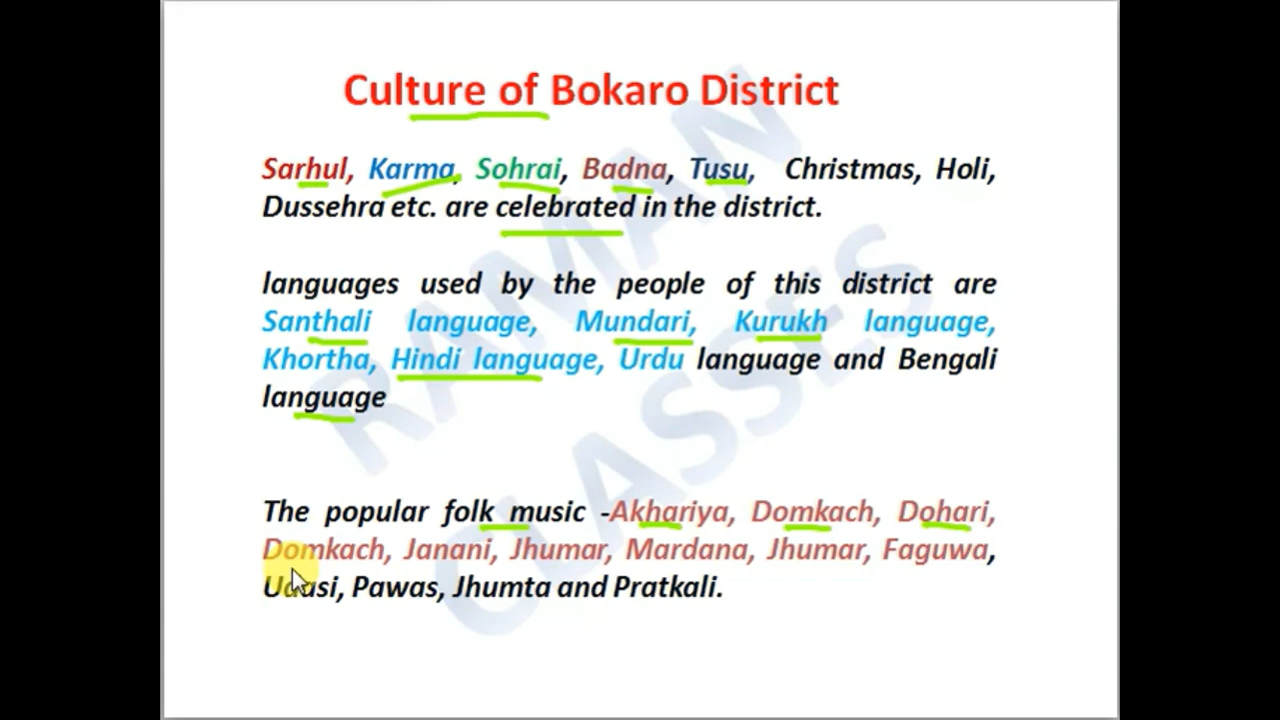 Culture of Bokaro District
Sarhul, Karma, Sohrai, Badna, Tusu, Christmas, Holi,
Dussehra etc. are celebrated in the district.
languages used by the people of this district are
Santhali language, Mundari, Kurukh language,
Khortha, Hindi language, Urdu language and Bengali
language
The popular folk music -Akhariya, Domkach, Dohari,
Domkach, Janani, Jhumar, Mardana, Jhumar, Faguwa,
Udasi, Pawas, Jhumta and Pratkali.
RAMAN
CLASSES